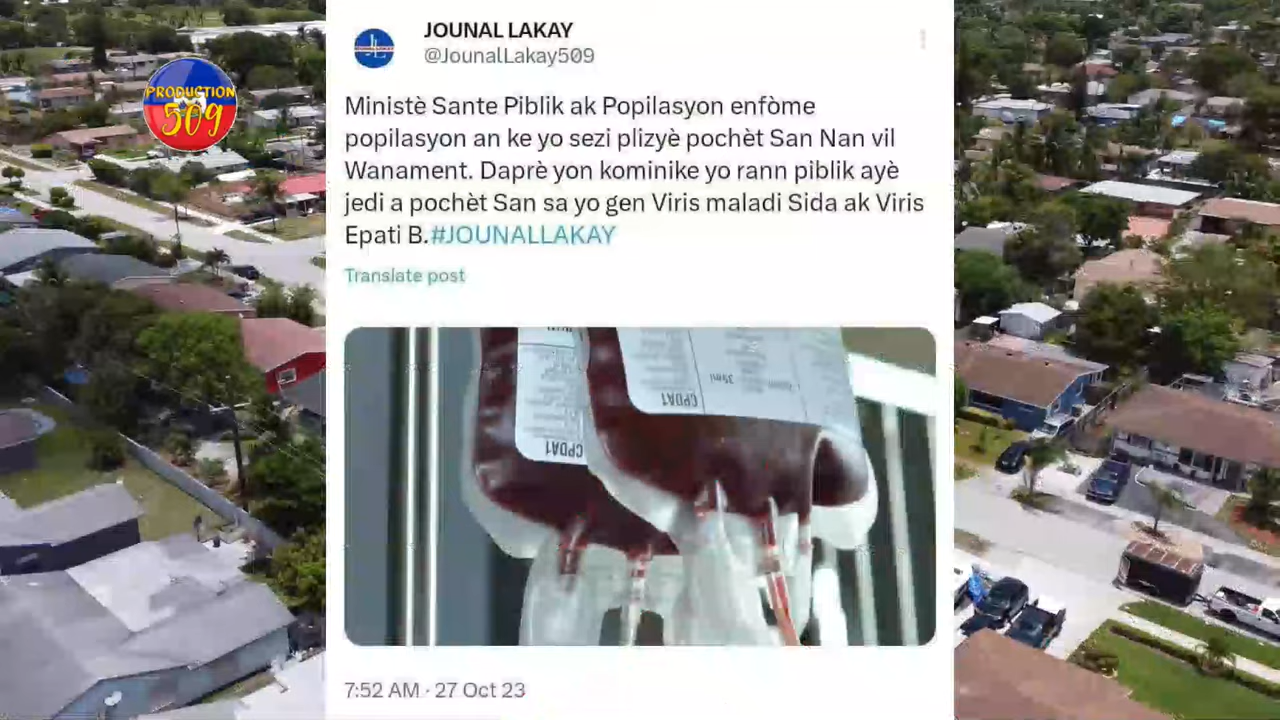 JOUNAL LAKAY
@JounalLakay509
PRODUCTION
509
Ministè Sante Piblik ak Popilasyon enfòme
popilasyon an ke yo sezi plizyè pochèt San Nan vil
Wanament. Daprè yon kominike yo rann piblik ayè
jedi a pochèt San sa yo gen Viris maladi Sida ak Viris
Epati B.#JOUNALLAKAY
Translate post
CPDA1
CPDA1
35ml
7:52 AM · 27 Oct 23